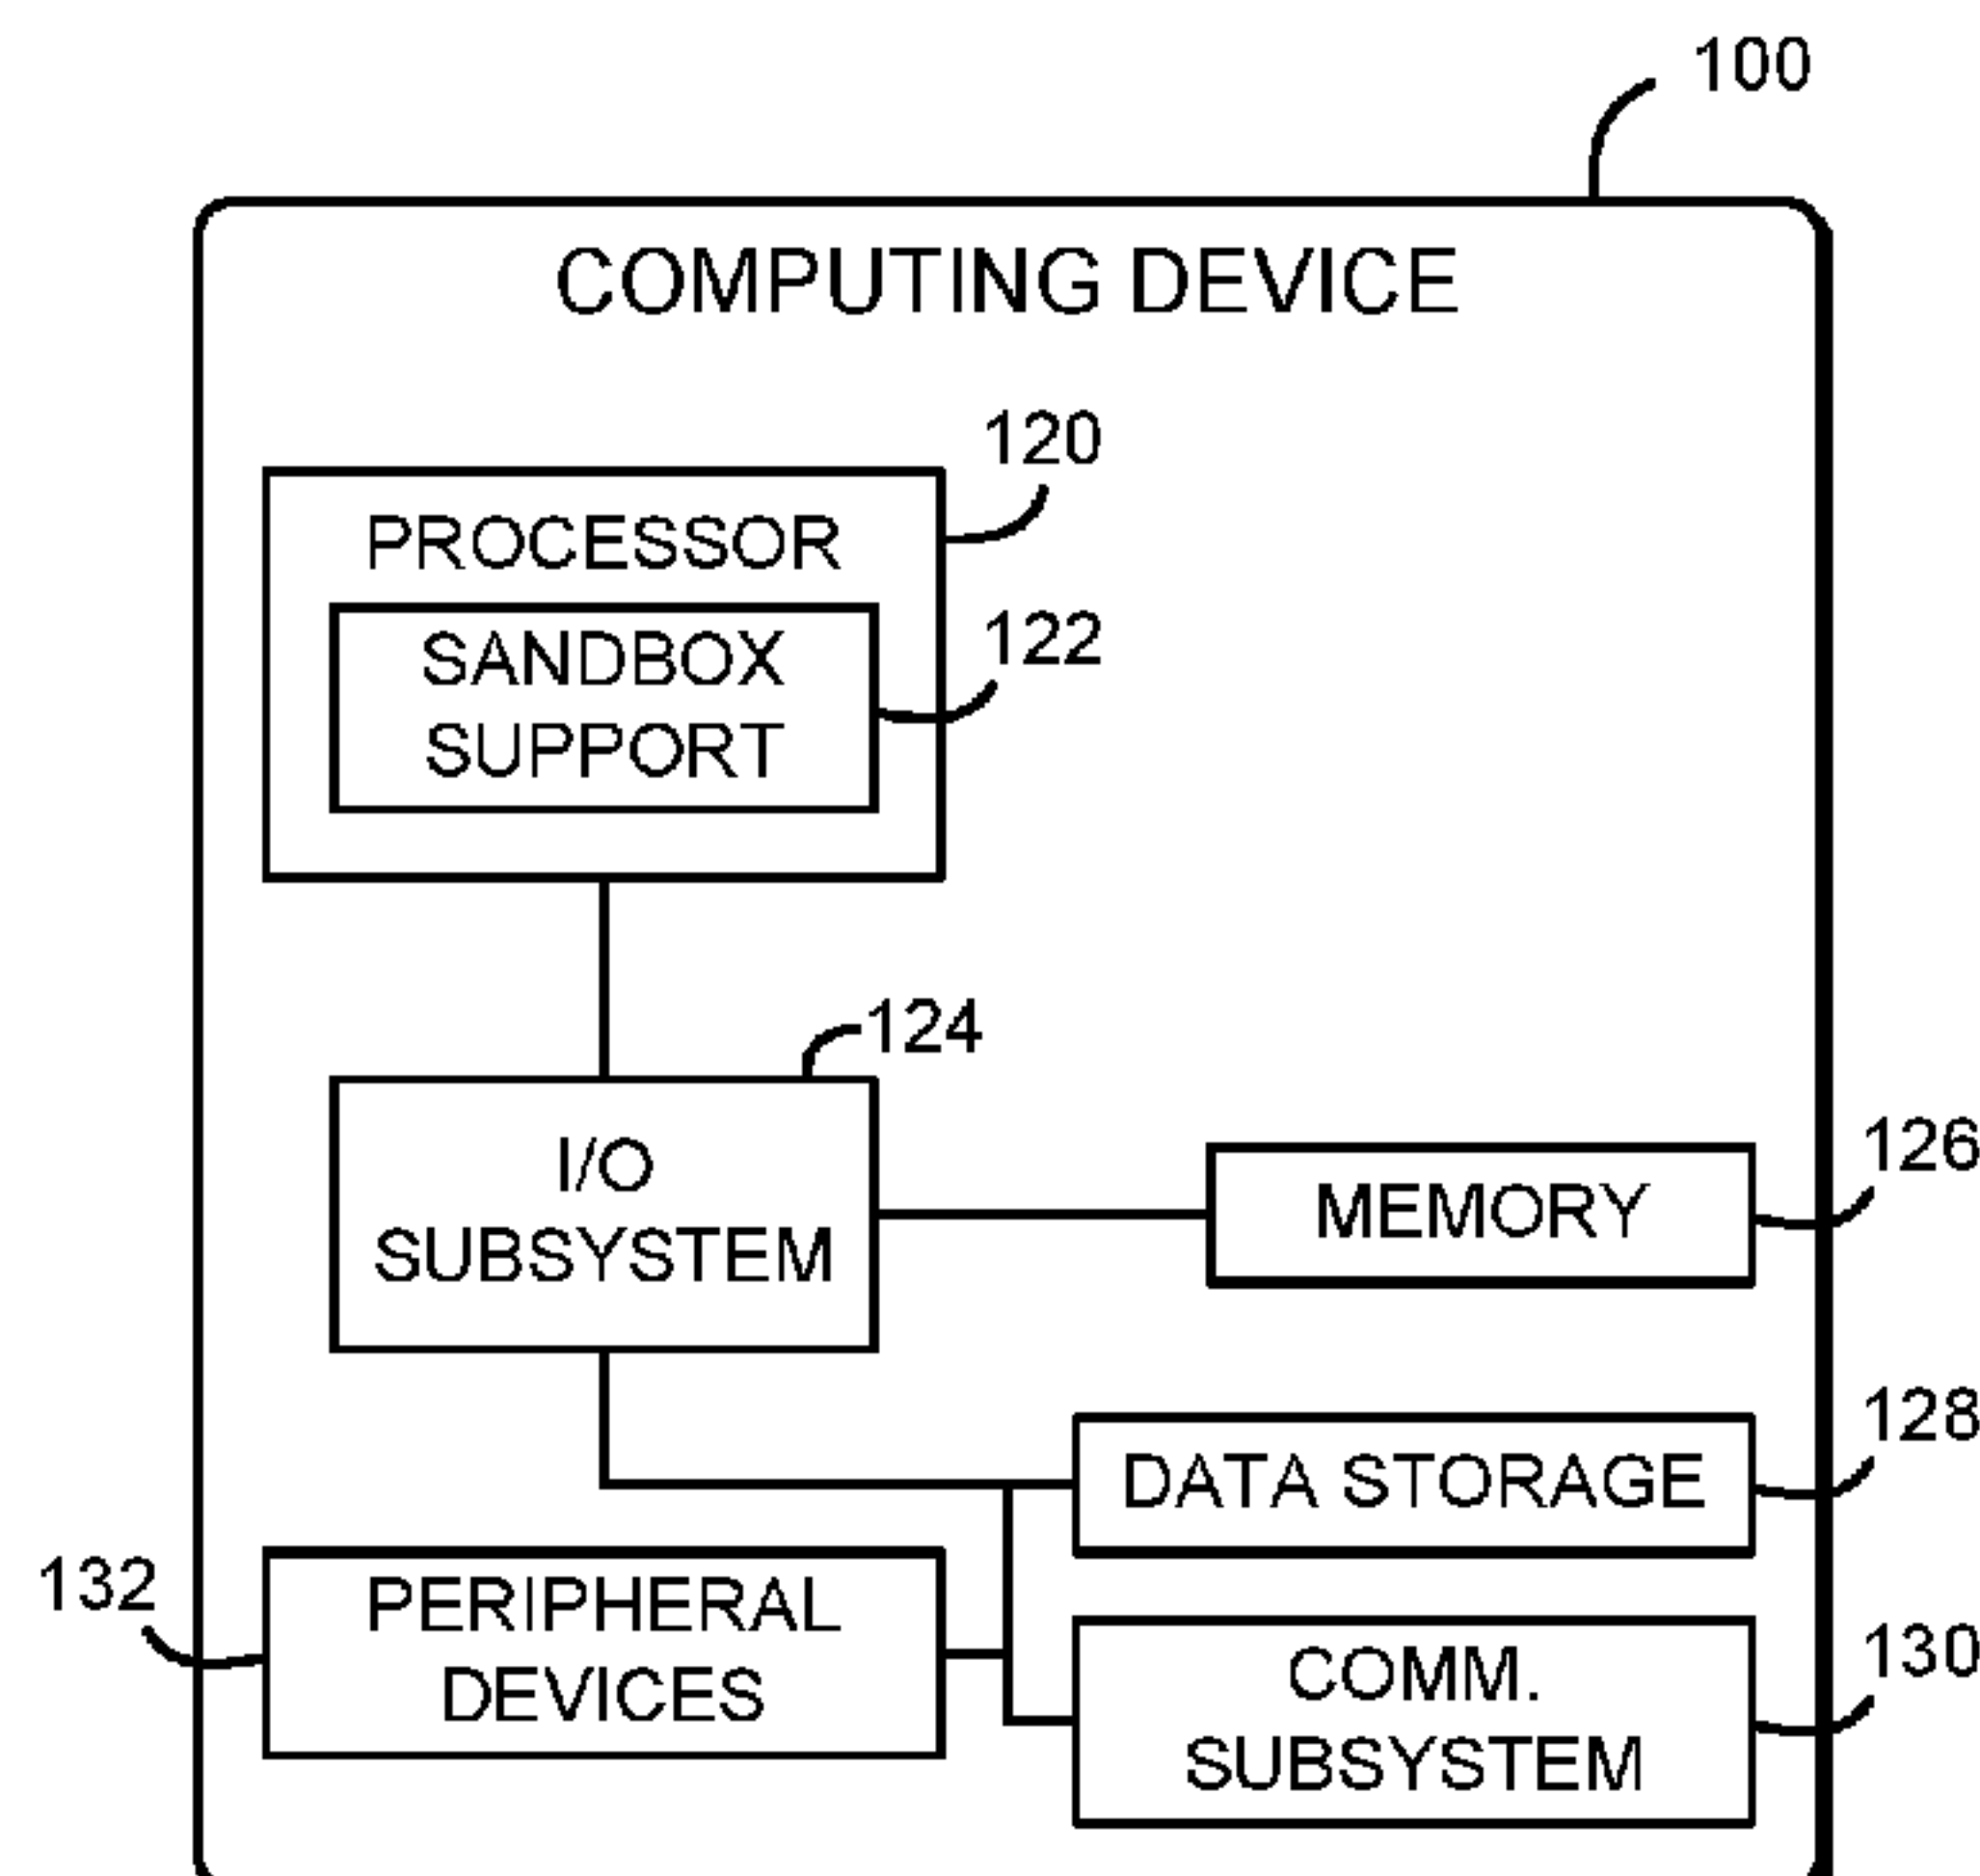 100
COMPUTING DEVICE
120
PROCESSOR
122
SANDBOX
SUPPORT
124
I/O
SUBSYSTEM
126
MEMORY
128
DATA STORAGE
132
PERIPHERAL
DEVICES
130
COMM.
SUBSYSTEM